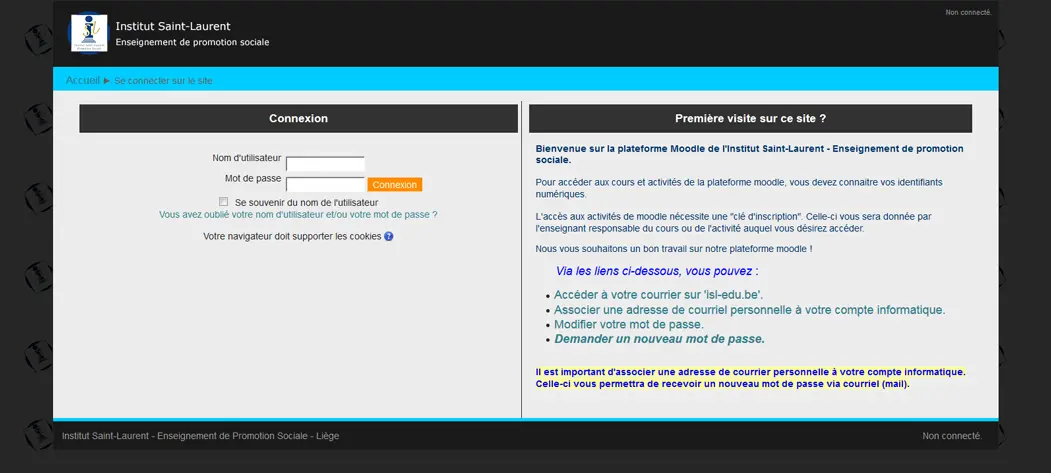 Institut Saint-Laurent
Enseignement de promotion sociale
Non connecté.
Accueil ► Se connecter sur le site
Connexion
Nom d'utilisateur
Mot de passe
Connexion
Se souvenir du nom de l'utilisateur
Vous avez oublié votre nom d'utilisateur et/ou votre mot de passe ?
Votre navigateur doit supporter les cookies
Première visite sur ce site ?
Bienvenue sur la plateforme Moodle de l'Institut Saint-Laurent - Enseignement de promotion
sociale.
Pour accéder aux cours et activités de la plateforme moodle, vous devez connaitre vos identifiants
numériques.
L'accès aux activités de moodle nécessite une "clé d'inscription". Celle-ci vous sera donnée par
l'enseignant responsable du cours ou de l'activité auquel vous désirez accéder.
Nous vous souhaitons un bon travail sur notre plateforme moodle !
Via les liens ci-dessous, vous pouvez :
Accéder à votre courrier sur 'isl-edu.be'.
Associer une adresse de courriel personnelle à votre compte informatique.
Modifier votre mot de passe.
Demander un nouveau mot de passe.
Il est important d'associer une adresse de courrier personnelle à votre compte informatique.
Celle-ci vous permettra de recevoir un nouveau mot de passe via courriel (mail).
Institut Saint-Laurent - Enseignement de Promotion Sociale - Liège
Non connecté.